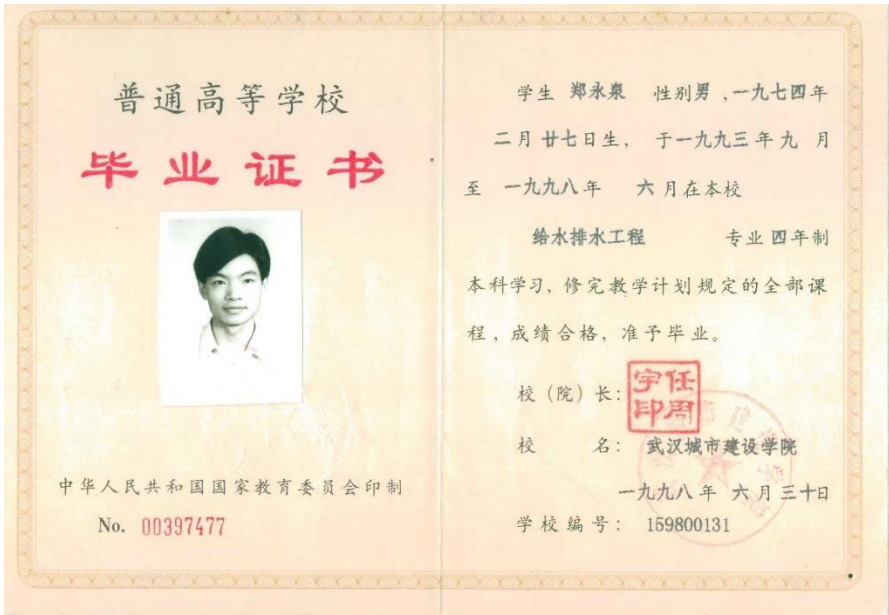 普通高等学校
毕业证书
中华人民共和国国家教育委员会印制
No. 00397477
学生 郑永泉 性别男,一九七四年
二月廿七日生, 于一九九三年九 月
至 一九九八年 六月在本校
给水排水工程 专业四年制
本科学习, 修完教学计划规定的全部课
程, 成绩合格, 准予毕业。
校(院)长:
任周宇印
校 名: 武汉城市建设学院
一九九八年 六月三十日
学校编号: 159800131